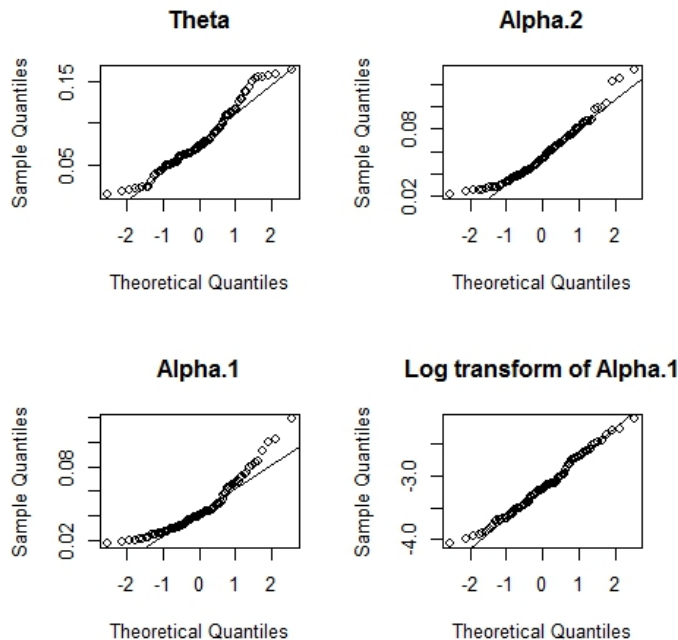 Theta
Sample Quantiles
0.15
0.05
-2 -1 0 1 2
Theoretical Quantiles
Alpha.2
Sample Quantiles
0.08
0.02
-2 -1 0 1 2
Theoretical Quantiles
Alpha.1
Sample Quantiles
0.08
0.02
-2 -1 0 1 2
Theoretical Quantiles
Log transform of Alpha.1
Sample Quantiles
-3.0
-4.0
-2 -1 0 1 2
Theoretical Quantiles